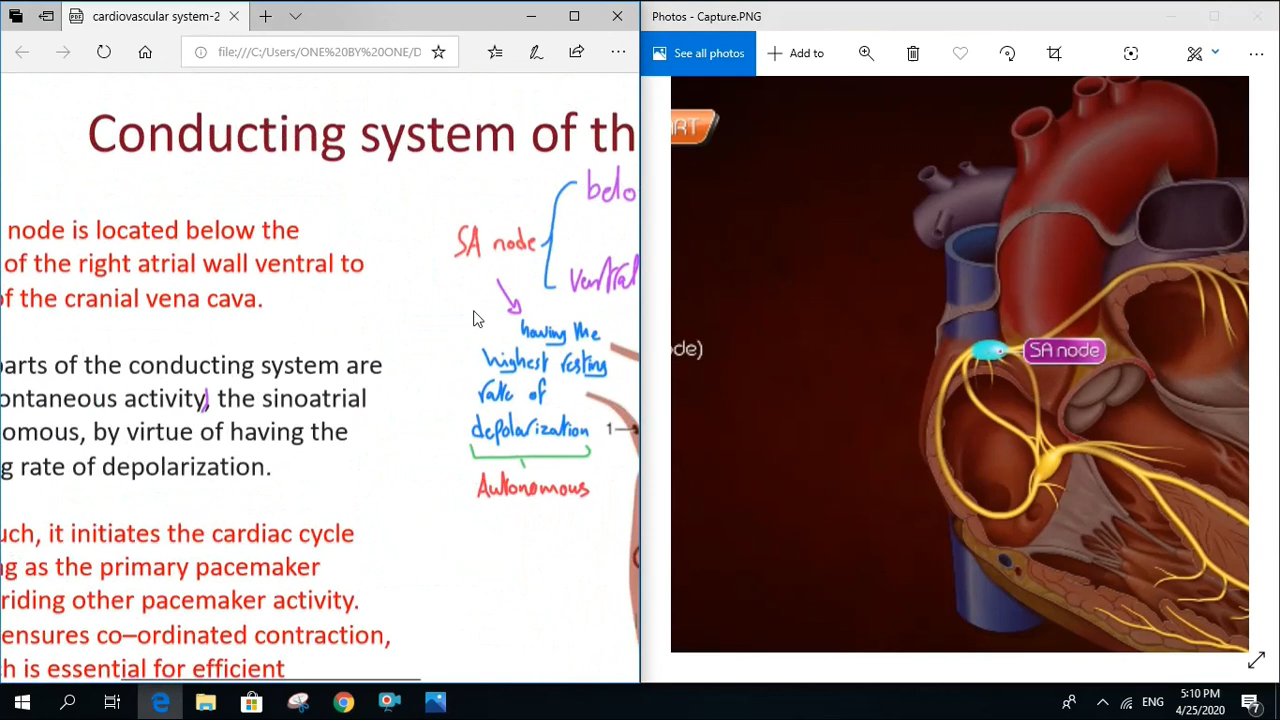 cardiovascular system-2
file:///C:/Users/ONE%20BY%20ONE/D
Conducting system of th
node is located below the
of the right atrial wall ventral to
of the cranial vena cava.
arts of the conducting system are
ontaneous activity, the sinoatrial
omous, by virtue of having the
g rate of depolarization.
uch, it initiates the cardiac cycle
ng as the primary pacemaker
riding other pacemaker activity.
ensures co–ordinated contraction,
h is essential for efficient
SA node
belo
ventral
having the
highest resting
rate of
depolarization
Autonomous
1
Photos - Capture.PNG
See all photos
Add to
ART
ode)
SA node
ENG
5:10 PM
4/25/2020
7